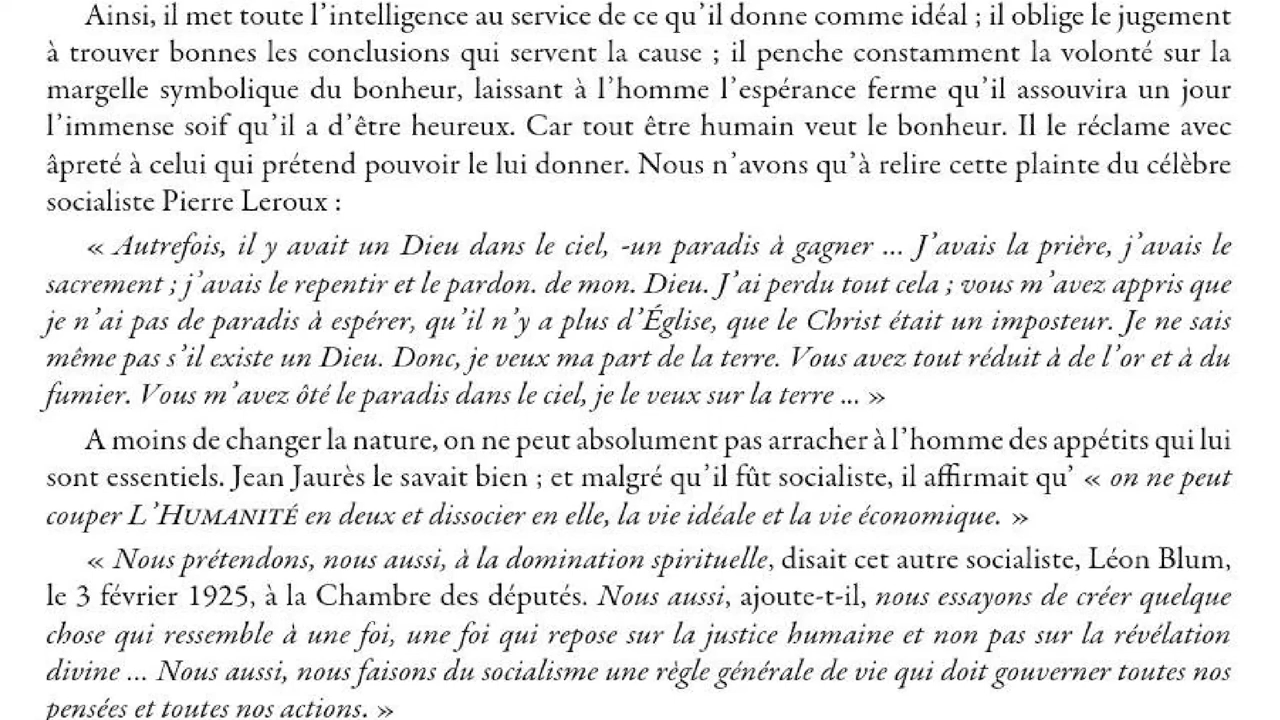 Ainsi, il met toute l’intelligence au service de ce qu’il donne comme idéal ; il oblige le jugement
à trouver bonnes les conclusions qui servent la cause ; il penche constamment la volonté sur la
margelle symbolique du bonheur, laissant à l’homme l’espérance ferme qu’il assouvira un jour
l’immense soif qu’il a d’être heureux. Car tout être humain veut le bonheur. Il le réclame avec
âpreté à celui qui prétend pouvoir le lui donner. Nous n’avons qu’à relire cette plainte du célèbre
socialiste Pierre Leroux :
« Autrefois, il y avait un Dieu dans le ciel, -un paradis à gagner ... J’avais la prière, j’avais le
sacrement ; j’avais le repentir et le pardon. de mon. Dieu. J’ai perdu tout cela ; vous m’avez appris que
je n’ai pas de paradis à espérer, qu’il n’y a plus d’Église, que le Christ était un imposteur. Je ne sais
même pas s’il existe un Dieu. Donc, je veux ma part de la terre. Vous avez tout réduit à de l’or et à du
fumier. Vous m’avez ôté le paradis dans le ciel, je le veux sur la terre ... »
A moins de changer la nature, on ne peut absolument pas arracher à l’homme des appétits qui lui
sont essentiels. Jean Jaurès le savait bien ; et malgré qu’il fût socialiste, il affirmait qu’ « on ne peut
couper L’HUMANITÉ en deux et dissocier en elle, la vie idéale et la vie économique. »
« Nous prétendons, nous aussi, à la domination spirituelle, disait cet autre socialiste, Léon Blum,
le 3 février 1925, à la Chambre des députés. Nous aussi, ajoute-t-il, nous essayons de créer quelque
chose qui ressemble à une foi, une foi qui repose sur la justice humaine et non pas sur la révélation
divine ... Nous aussi, nous faisons du socialisme une règle générale de vie qui doit gouverner toutes nos
pensées et toutes nos actions. »